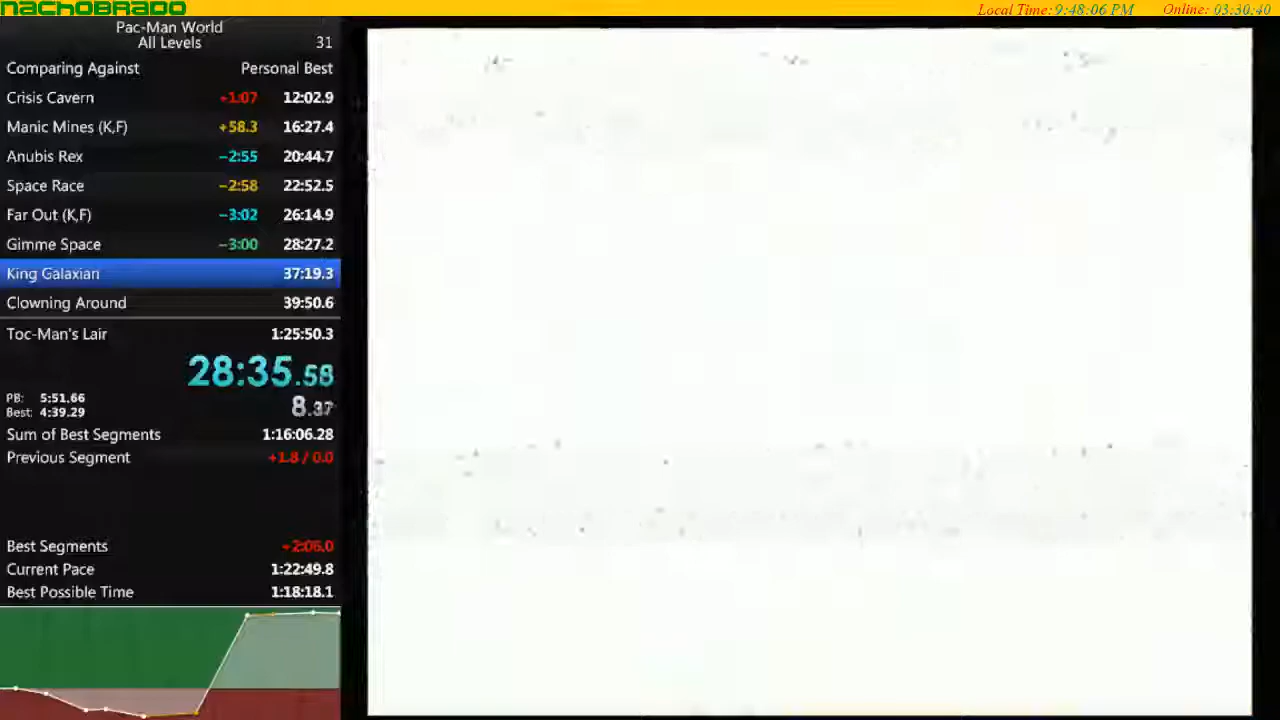 NACHOBRADO
Local Time: 9:48:06 PM Online: 03:30:40
Pac-Man World
All Levels 31
Comparing Against Personal Best
Crisis Cavern +1:07 12:02.9
Manic Mines (K,F) +58.3 16:27.4
Anubis Rex −2:55 20:44.7
Space Race −2:58 22:52.5
Far Out (K,F) −3:02 26:14.9
Gimme Space −3:00 28:27.2
King Galaxian 37:19.3
Clowning Around 39:50.6
Toc-Man's Lair 1:25:50.3
28:35.58
PB: 5:51.66
Best: 4:39.29
8.37
Sum of Best Segments 1:16:06.28
Previous Segment +1.8 / 0.0
Best Segments +2:06.0
Current Pace 1:22:49.8
Best Possible Time 1:18:18.1